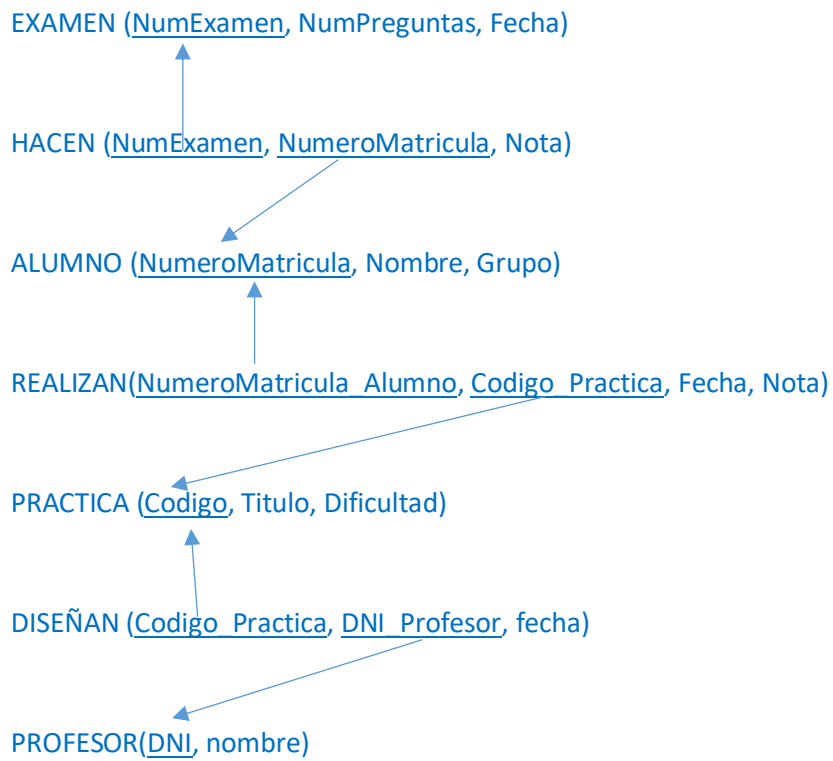 EXAMEN (NumExamen, NumPreguntas, Fecha)
HACEN (NumExamen, NumeroMatricula, Nota)
ALUMNO (NumeroMatricula, Nombre, Grupo)
REALIZAN(NumeroMatricula_Alumno, Codigo_Practica, Fecha, Nota)
PRACTICA (Codigo, Titulo, Dificultad)
DISEÑAN (Codigo_Practica, DNI_Profesor, fecha)
PROFESOR(DNI, nombre)